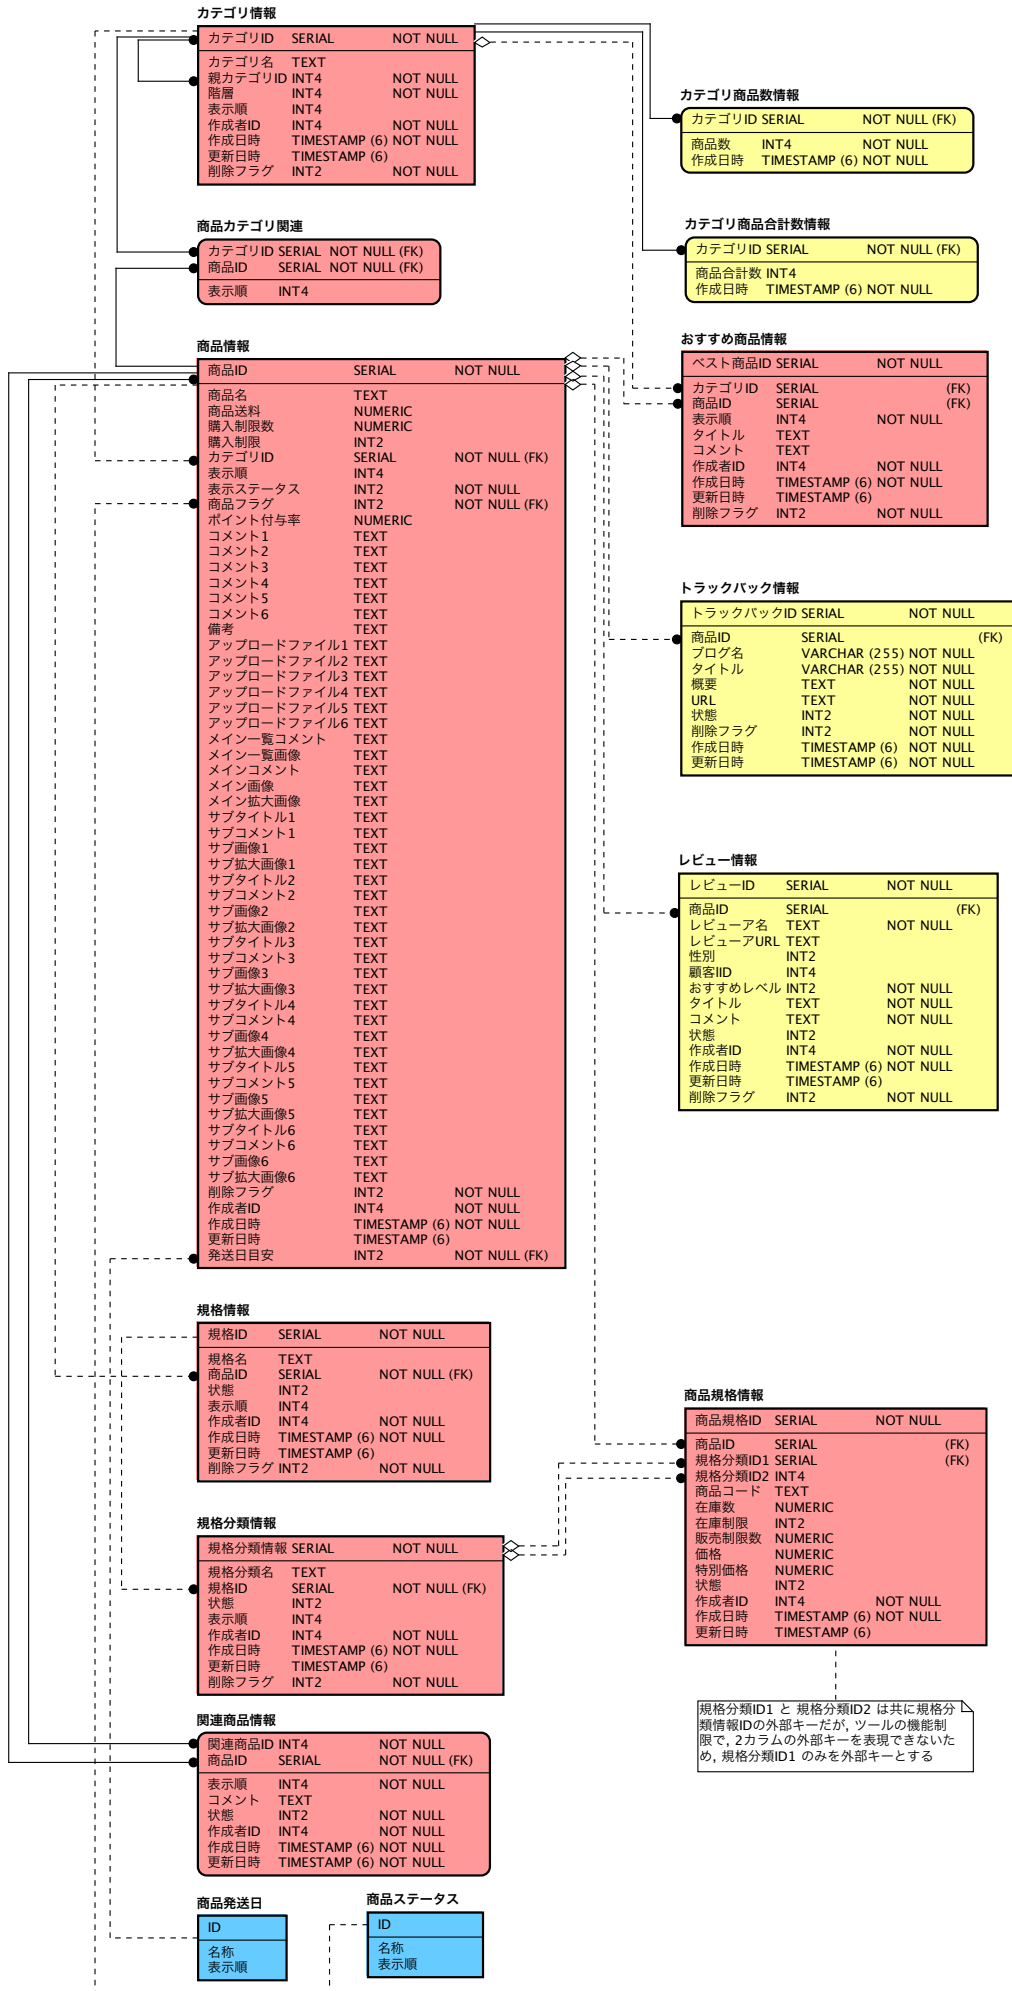 カテゴリ情報
カテゴリID SERIAL NOT NULL
カテゴリ名 TEXT
親カテゴリID INT4 NOT NULL
階層 INT4 NOT NULL
表示順 INT4
作成者ID INT4 NOT NULL
作成日時 TIMESTAMP (6) NOT NULL
更新日時 TIMESTAMP (6)
削除フラグ INT2 NOT NULL
カテゴリ商品数情報
カテゴリID SERIAL NOT NULL (FK)
商品数 INT4 NOT NULL
作成日時 TIMESTAMP (6) NOT NULL
商品カテゴリ関連
カテゴリID SERIAL NOT NULL (FK)
商品ID SERIAL NOT NULL (FK)
表示順 INT4
カテゴリ商品合計数情報
カテゴリID SERIAL NOT NULL (FK)
商品合計数 INT4
作成日時 TIMESTAMP (6) NOT NULL
商品情報
商品ID SERIAL NOT NULL
商品名 TEXT
商品送料 NUMERIC
購入制限数 NUMERIC
購入制限 INT2
カテゴリID SERIAL NOT NULL (FK)
表示順 INT4
表示ステータス INT2 NOT NULL
商品フラグ INT2 NOT NULL (FK)
ポイント付与率 NUMERIC
コメント1 TEXT
コメント2 TEXT
コメント3 TEXT
コメント4 TEXT
コメント5 TEXT
コメント6 TEXT
備考 TEXT
アップロードファイル1 TEXT
アップロードファイル2 TEXT
アップロードファイル3 TEXT
アップロードファイル4 TEXT
アップロードファイル5 TEXT
アップロードファイル6 TEXT
メイン一覧コメント TEXT
メイン一覧画像 TEXT
メインコメント TEXT
メイン画像 TEXT
メイン拡大画像 TEXT
サブタイトル1 TEXT
サブコメント1 TEXT
サブ画像1 TEXT
サブ拡大画像1 TEXT
サブタイトル2 TEXT
サブコメント2 TEXT
サブ画像2 TEXT
サブ拡大画像2 TEXT
サブタイトル3 TEXT
サブコメント3 TEXT
サブ画像3 TEXT
サブ拡大画像3 TEXT
サブタイトル4 TEXT
サブコメント4 TEXT
サブ画像4 TEXT
サブ拡大画像4 TEXT
サブタイトル5 TEXT
サブコメント5 TEXT
サブ画像5 TEXT
サブ拡大画像5 TEXT
サブタイトル6 TEXT
サブコメント6 TEXT
サブ画像6 TEXT
サブ拡大画像6 TEXT
削除フラグ INT2 NOT NULL
作成者ID INT4 NOT NULL
作成日時 TIMESTAMP (6) NOT NULL
更新日時 TIMESTAMP (6)
発送日目安 INT2 NOT NULL (FK)
おすすめ商品情報
ベスト商品ID SERIAL NOT NULL
カテゴリID SERIAL (FK)
商品ID SERIAL (FK)
表示順 INT4 NOT NULL
タイトル TEXT
コメント TEXT
作成者ID INT4 NOT NULL
作成日時 TIMESTAMP (6) NOT NULL
更新日時 TIMESTAMP (6)
削除フラグ INT2 NOT NULL
トラックバック情報
トラックバックID SERIAL NOT NULL
商品ID SERIAL (FK)
ブログ名 VARCHAR (255) NOT NULL
タイトル VARCHAR (255) NOT NULL
概要 TEXT NOT NULL
URL TEXT NOT NULL
状態 INT2 NOT NULL
削除フラグ INT2 NOT NULL
作成日時 TIMESTAMP (6) NOT NULL
更新日時 TIMESTAMP (6) NOT NULL
レビュー情報
レビューID SERIAL NOT NULL
商品ID SERIAL (FK)
レビューア名 TEXT NOT NULL
レビューアURL TEXT
性別 INT2
顧客IID INT4
おすすめレベル INT2 NOT NULL
タイトル TEXT NOT NULL
コメント TEXT NOT NULL
状態 INT2
作成者ID INT4 NOT NULL
作成日時 TIMESTAMP (6) NOT NULL
更新日時 TIMESTAMP (6)
削除フラグ INT2 NOT NULL
規格情報
規格ID SERIAL NOT NULL
規格名 TEXT
商品ID SERIAL NOT NULL (FK)
状態 INT2
表示順 INT4
作成者ID INT4 NOT NULL
作成日時 TIMESTAMP (6) NOT NULL
更新日時 TIMESTAMP (6)
削除フラグ INT2 NOT NULL
商品規格情報
商品規格ID SERIAL NOT NULL
商品ID SERIAL (FK)
規格分類ID1 SERIAL (FK)
規格分類ID2 INT4
商品コード TEXT
在庫数 NUMERIC
在庫制限 INT2
販売制限数 NUMERIC
価格 NUMERIC
特別価格 NUMERIC
状態 INT2
作成者ID INT4 NOT NULL
作成日時 TIMESTAMP (6) NOT NULL
更新日時 TIMESTAMP (6)
規格分類情報
規格分類情報 SERIAL NOT NULL
規格分類名 TEXT
規格ID SERIAL NOT NULL (FK)
状態 INT2
表示順 INT4
作成者ID INT4 NOT NULL
作成日時 TIMESTAMP (6) NOT NULL
更新日時 TIMESTAMP (6)
削除フラグ INT2 NOT NULL
規格分類ID1 と 規格分類ID2 は共に規格分
類情報IDの外部キーだが, ツールの機能制
限で, 2カラムの外部キーを表現できないた
め, 規格分類ID1 のみを外部キーとする
関連商品情報
関連商品ID INT4 NOT NULL
商品ID SERIAL NOT NULL (FK)
表示順 INT4 NOT NULL
コメント TEXT
状態 INT2 NOT NULL
作成者ID INT4 NOT NULL
作成日時 TIMESTAMP (6) NOT NULL
更新日時 TIMESTAMP (6) NOT NULL
商品発送日
ID
名称
表示順
商品ステータス
ID
名称
表示順